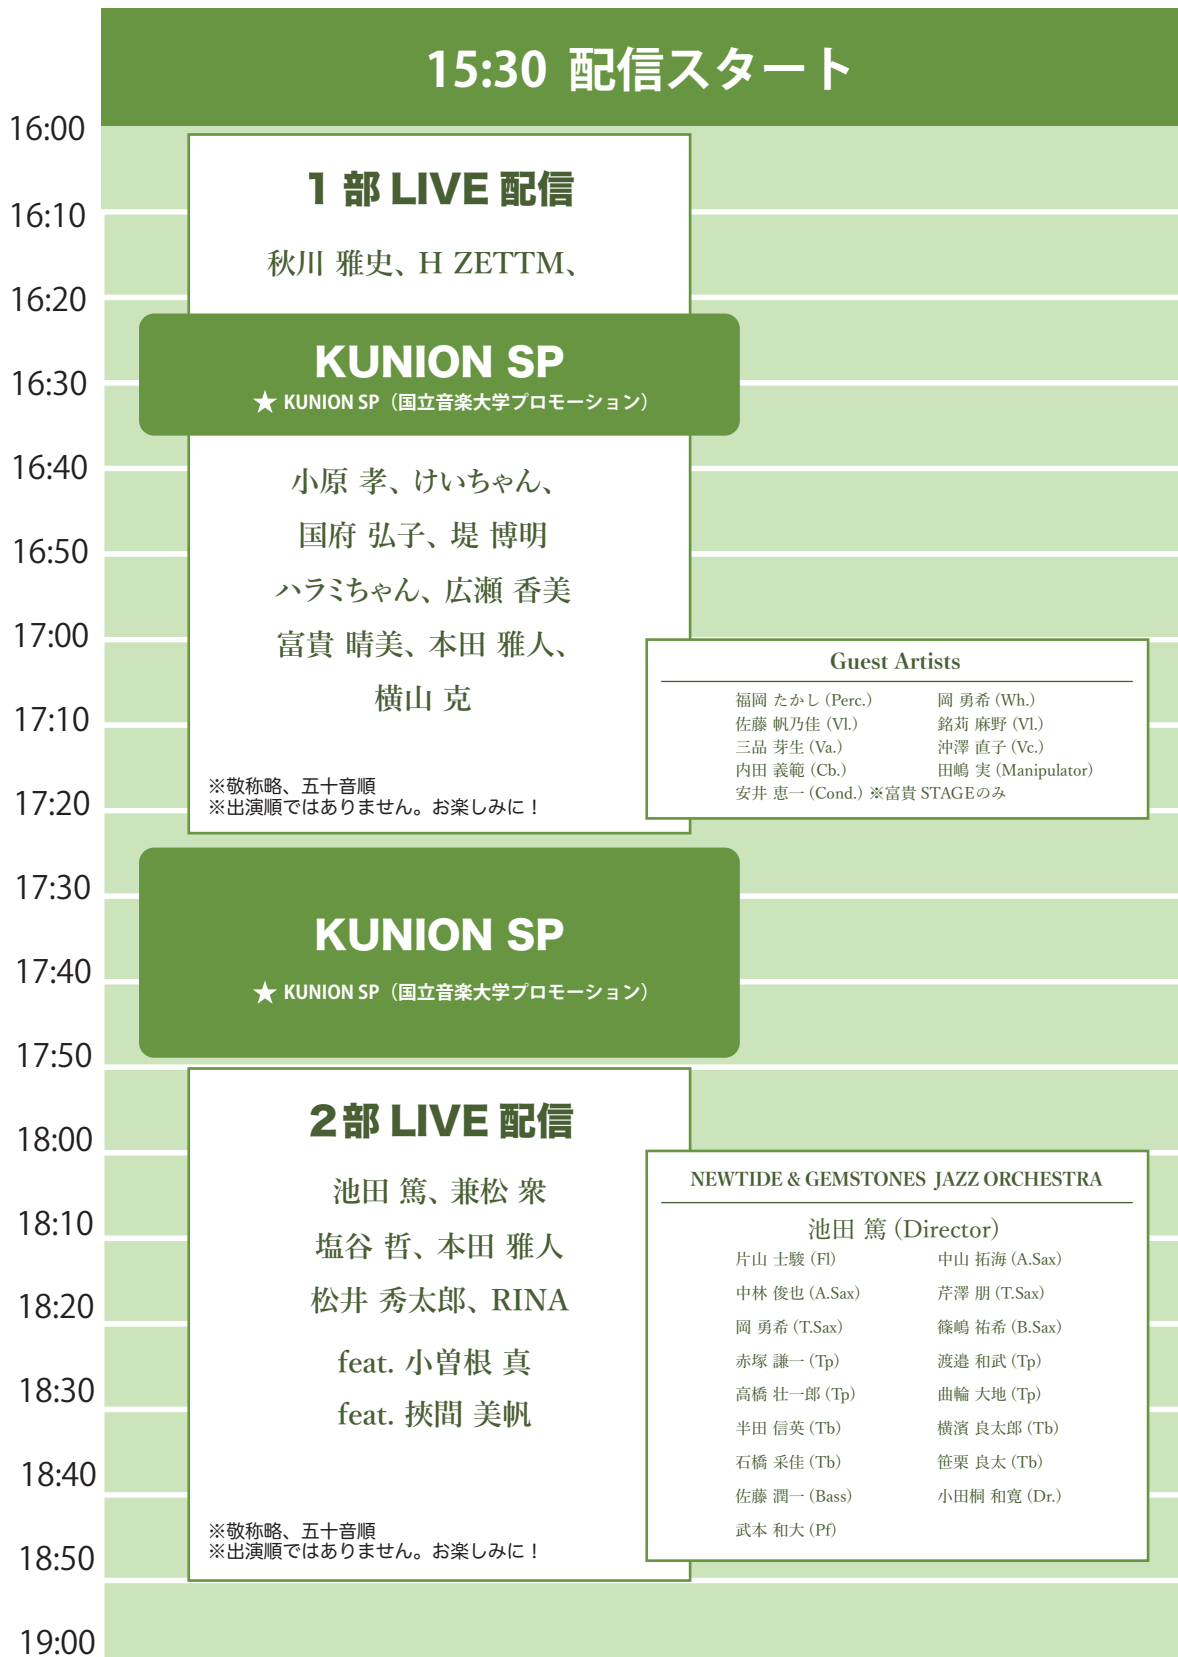 15:30 配信スタート
16:00
1 部 LIVE 配信
16:10
秋川 雅史、H ZETTM、
16:20
KUNION SP
16:30
★ KUNION SP（国立音楽大学プロモーション）
16:40
小原 孝、けいちゃん、
国府 弘子、堤 博明
16:50
ハラミちゃん、広瀬 香美
17:00
富貴 晴美、本田 雅人、
横山 克
17:10
※敬称略、五十音順
※出演順ではありません。お楽しみに！
17:20
Guest Artists
福岡 たかし (Perc.) 岡 勇希 (Wh.)
佐藤 帆乃佳 (Vl.) 銘苅 麻野 (Vl.)
三品 芽生 (Va.) 沖澤 直子 (Vc.)
内田 義範 (Cb.) 田嶋 実 (Manipulator)
安井 恵一 (Cond.) ※富貴 STAGEのみ
17:30
KUNION SP
17:40
★ KUNION SP（国立音楽大学プロモーション）
17:50
2部 LIVE 配信
18:00
池田 篤、兼松 衆
18:10
塩谷 哲、本田 雅人
松井 秀太郎、RINA
18:20
feat. 小曽根 真
18:30
feat. 挾間 美帆
18:40
※敬称略、五十音順
※出演順ではありません。お楽しみに！
18:50
NEWTIDE & GEMSTONES JAZZ ORCHESTRA
池田 篤 (Director)
片山 士駿 (Fl) 中山 拓海 (A.Sax)
中林 俊也 (A.Sax) 芹澤 朋 (T.Sax)
岡 勇希 (T.Sax) 篠嶋 祐希 (B.Sax)
赤塚 謙一 (Tp) 渡邉 和武 (Tp)
高橋 壮一郎 (Tp) 曲輪 大地 (Tp)
半田 信英 (Tb) 横濱 良太郎 (Tb)
石橋 采佳 (Tb) 笹栗 良太 (Tb)
佐藤 潤一 (Bass) 小田桐 和寛 (Dr.)
武本 和大 (Pf)
19:00